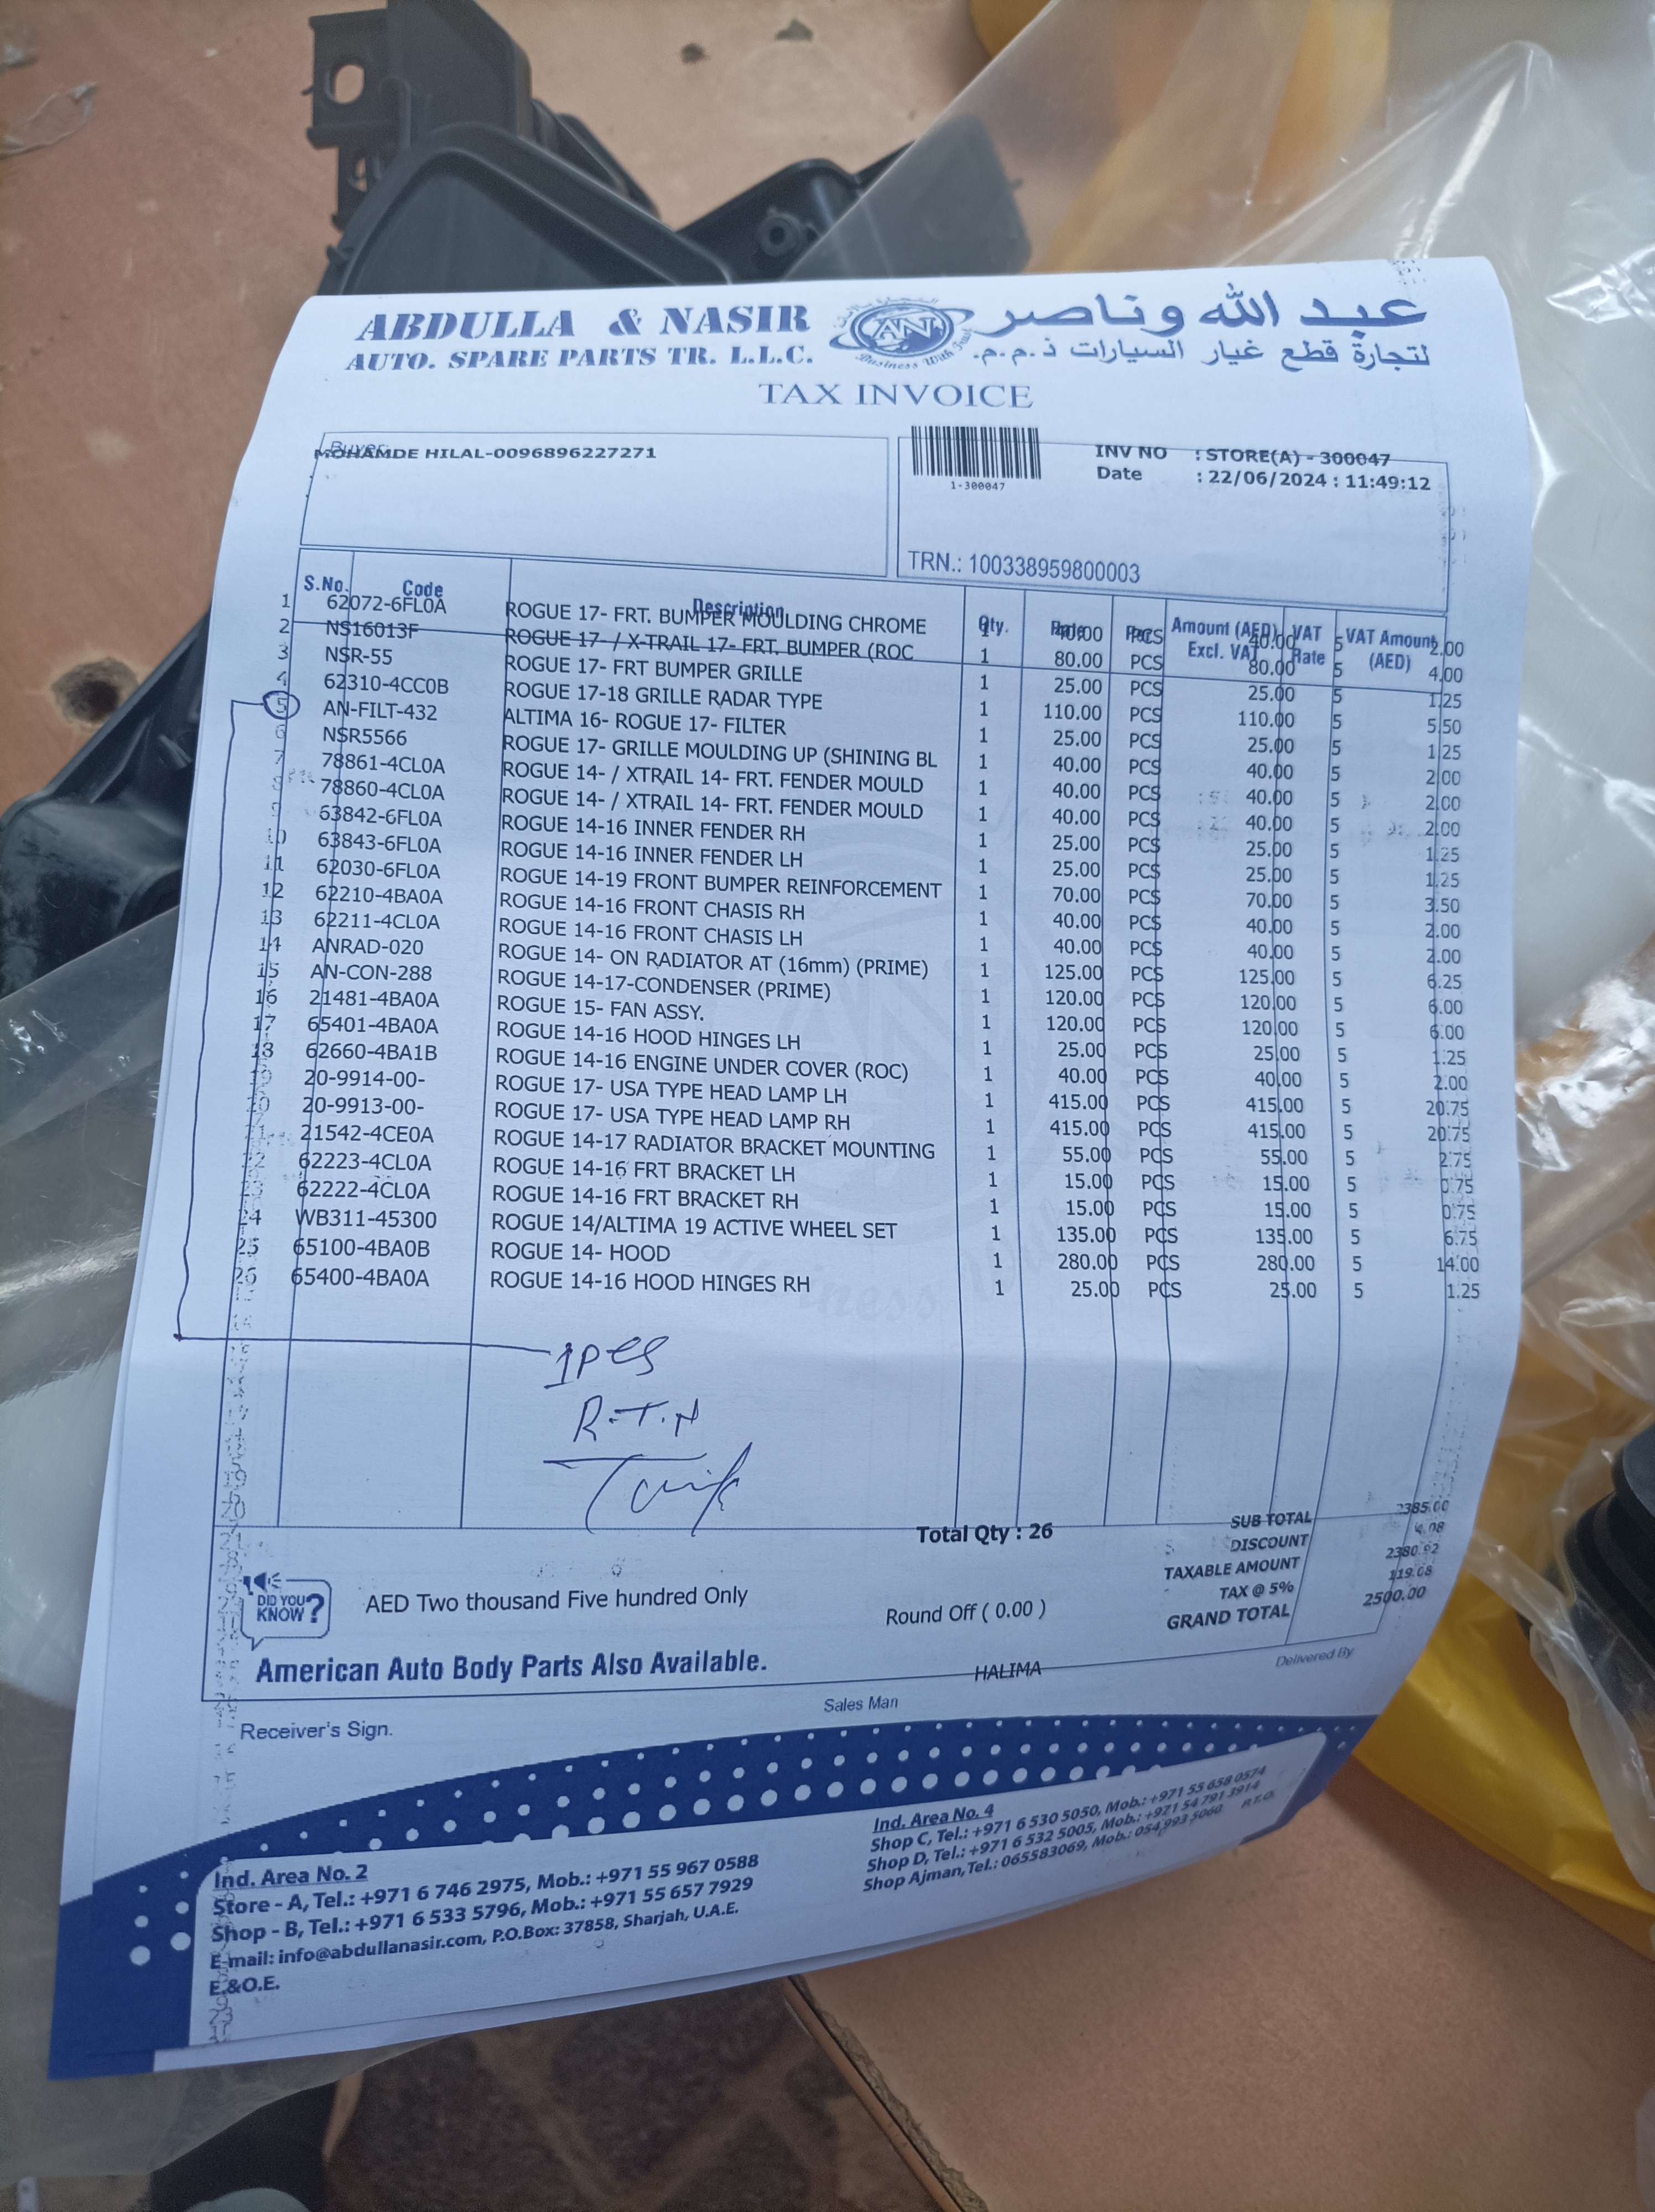 ABDULLA & NASIR
AUTO. SPARE PARTS TR. L.L.C.
AN
Business With Trust
عبد الله وناصر
لتجارة قطع غيار السيارات ذ.م.م.
TAX INVOICE
Buyer:
MOHAMDE HILAL-0096896227271
1-300047
INV NO : STORE(A) - 300047
Date : 22/06/2024 : 11:49:12
TRN.: 100338959800003
S.No. Code Description Qty. Rate Per Amount (AED) Excl. VAT VAT Rate VAT Amount (AED)
1 62072-6FL0A ROGUE 17- FRT. BUMPER MOULDING CHROME 1 40.00 PCS 40.00 5 2.00
2 NS16013F ROGUE 17- / X-TRAIL 17- FRT. BUMPER (ROC 1 80.00 PCS 80.00 5 4.00
3 NSR-55 ROGUE 17- FRT BUMPER GRILLE 1 25.00 PCS 25.00 5 1.25
4 62310-4CC0B ROGUE 17-18 GRILLE RADAR TYPE 1 110.00 PCS 110.00 5 5.50
5 AN-FILT-432 ALTIMA 16- ROGUE 17- FILTER 1 25.00 PCS 25.00 5 1.25
6 NSR5566 ROGUE 17- GRILLE MOULDING UP (SHINING BL 1 40.00 PCS 40.00 5 2.00
7 78861-4CL0A ROGUE 14- / XTRAIL 14- FRT. FENDER MOULD 1 40.00 PCS 40.00 5 2.00
8 78860-4CL0A ROGUE 14- / XTRAIL 14- FRT. FENDER MOULD 1 40.00 PCS 40.00 5 2.00
9 63842-6FL0A ROGUE 14-16 INNER FENDER RH 1 25.00 PCS 25.00 5 1.25
10 63843-6FL0A ROGUE 14-16 INNER FENDER LH 1 25.00 PCS 25.00 5 1.25
11 62030-6FL0A ROGUE 14-19 FRONT BUMPER REINFORCEMENT 1 70.00 PCS 70.00 5 3.50
12 62210-4BA0A ROGUE 14-16 FRONT CHASIS RH 1 40.00 PCS 40.00 5 2.00
13 62211-4CL0A ROGUE 14-16 FRONT CHASIS LH 1 40.00 PCS 40.00 5 2.00
14 ANRAD-020 ROGUE 14- ON RADIATOR AT (16mm) (PRIME) 1 125.00 PCS 125.00 5 6.25
15 AN-CON-288 ROGUE 14-17-CONDENSER (PRIME) 1 120.00 PCS 120.00 5 6.00
16 21481-4BA0A ROGUE 15- FAN ASSY. 1 120.00 PCS 120.00 5 6.00
17 65401-4BA0A ROGUE 14-16 HOOD HINGES LH 1 25.00 PCS 25.00 5 1.25
18 62660-4BA1B ROGUE 14-16 ENGINE UNDER COVER (ROC) 1 40.00 PCS 40.00 5 2.00
19 20-9914-00- ROGUE 17- USA TYPE HEAD LAMP LH 1 415.00 PCS 415.00 5 20.75
20 20-9913-00- ROGUE 17- USA TYPE HEAD LAMP RH 1 415.00 PCS 415.00 5 20.75
21 21542-4CE0A ROGUE 14-17 RADIATOR BRACKET MOUNTING 1 55.00 PCS 55.00 5 2.75
22 62223-4CL0A ROGUE 14-16 FRT BRACKET LH 1 15.00 PCS 15.00 5 0.75
23 62222-4CL0A ROGUE 14-16 FRT BRACKET RH 1 15.00 PCS 15.00 5 0.75
24 WB311-45300 ROGUE 14/ALTIMA 19 ACTIVE WHEEL SET 1 135.00 PCS 135.00 5 6.75
25 65100-4BA0B ROGUE 14- HOOD 1 280.00 PCS 280.00 5 14.00
26 65400-4BA0A ROGUE 14-16 HOOD HINGES RH 1 25.00 PCS 25.00 5 1.25
1pes
R.T.N
Total Qty : 26
SUB TOTAL 2385.00
DISCOUNT 4.08
TAXABLE AMOUNT 2380.92
TAX @ 5% 119.08
GRAND TOTAL 2500.00
DID YOU KNOW?
AED Two thousand Five hundred Only
Round Off ( 0.00 )
American Auto Body Parts Also Available.
HALIMA
Delivered By
Sales Man
Receiver's Sign.
Ind. Area No. 2
Store - A, Tel.: +971 6 746 2975, Mob.: +971 55 967 0588
Shop - B, Tel.: +971 6 533 5796, Mob.: +971 55 657 7929
E-mail: info@abdullanasir.com, P.O.Box: 37858, Sharjah, U.A.E.
E.&O.E.
Ind. Area No. 4
Shop C, Tel.: +971 6 530 5050, Mob.: +971 55 658 0574
Shop D, Tel.: +971 6 532 5005, Mob.: +971 54 791 3914
Shop Ajman, Tel.: 065583069, Mob.: 054 993 5060
P.T.O.